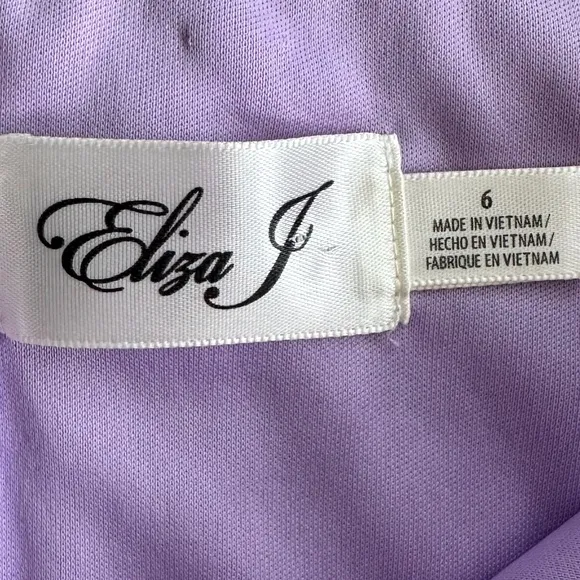 Eliza J
6
MADE IN VIETNAM/
HECHO EN VIETNAM/
FABRIQUE EN VIETNAM